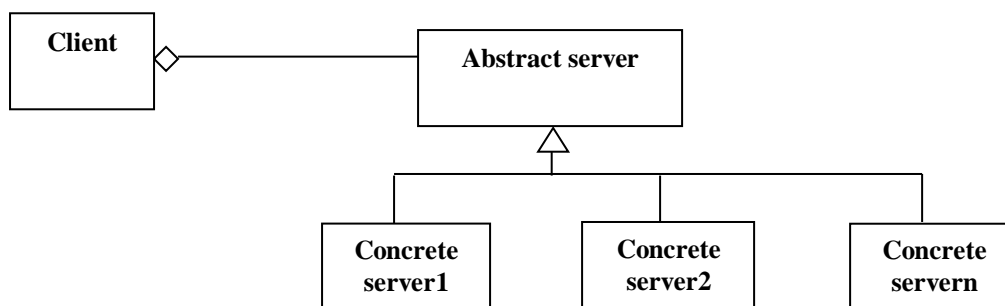 Client
Abstract server
Concrete
server1
Concrete
server2
Concrete
servern